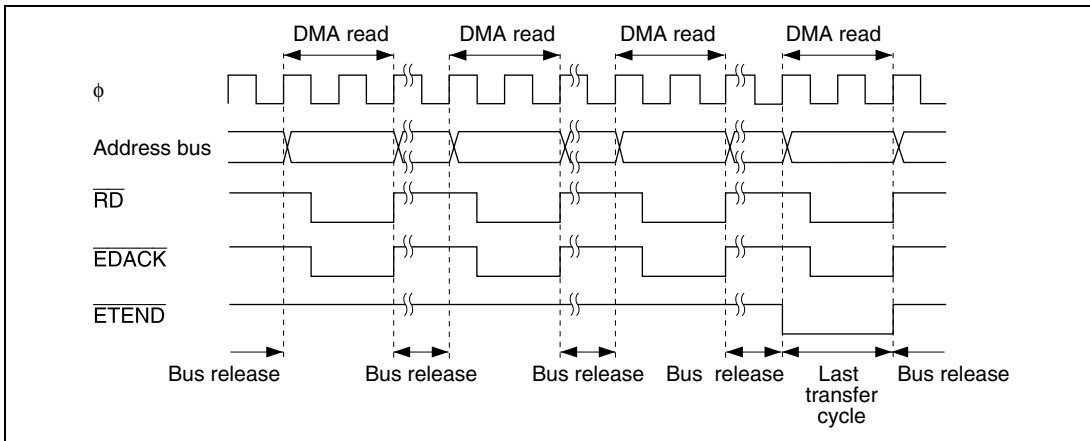 DMA read DMA read DMA read DMA read
φ
Address bus
RD
EDACK
ETEND
Bus release Bus release Bus release Bus release Last transfer cycle Bus release